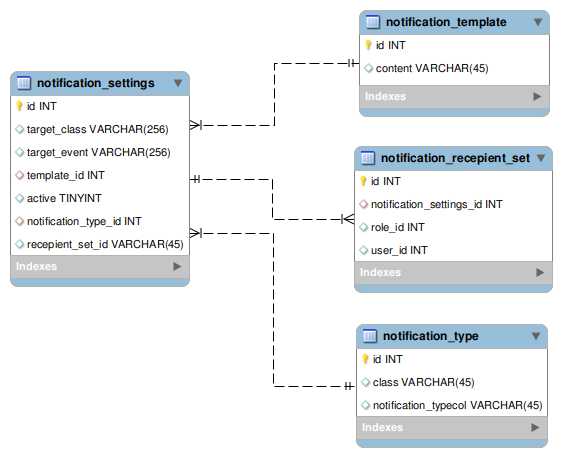 notification_settings
id INT
target_class VARCHAR(256)
target_event VARCHAR(256)
template_id INT
active TINYINT
notification_type_id INT
recepient_set_id VARCHAR(45)
Indexes
notification_template
id INT
content VARCHAR(45)
Indexes
notification_recepient_set
id INT
notification_settings_id INT
role_id INT
user_id INT
Indexes
notification_type
id INT
class VARCHAR(45)
notification_typecol VARCHAR(45)
Indexes